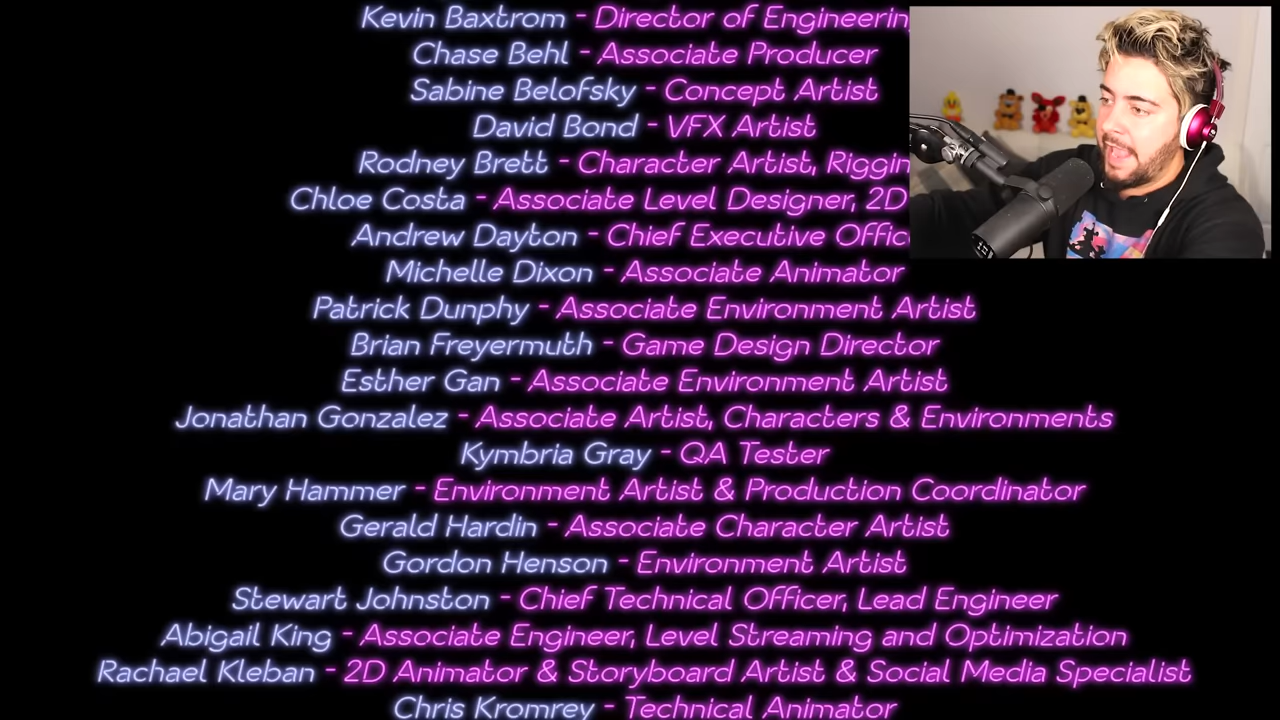 Kevin Baxtrom - Director of Engineering
Chase Behl - Associate Producer
Sabine Belofsky - Concept Artist
David Bond - VFX Artist
Rodney Brett - Character Artist, Riggin
Chloe Costa - Associate Level Designer, 2D
Andrew Dayton - Chief Executive Offic
Michelle Dixon - Associate Animator
Patrick Dunphy - Associate Environment Artist
Brian Freyermuth - Game Design Director
Esther Gan - Associate Environment Artist
Jonathan Gonzalez - Associate Artist, Characters & Environments
Kymbria Gray - QA Tester
Mary Hammer - Environment Artist & Production Coordinator
Gerald Hardin - Associate Character Artist
Gordon Henson - Environment Artist
Stewart Johnston - Chief Technical Officer, Lead Engineer
Abigail King - Associate Engineer, Level Streaming and Optimization
Rachael Kleban - 2D Animator & Storyboard Artist & Social Media Specialist
Chris Kromrey - Technical Animator